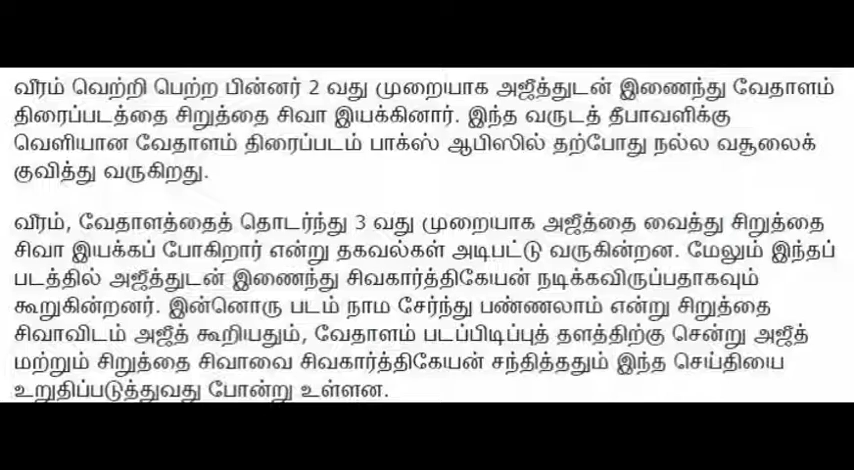 வீரம் வெற்றி பெற்ற பின்னர் 2 வது முறையாக அஜீத்துடன் இணைந்து வேதாளம்
திரைப்படத்தை சிறுத்தை சிவா இயக்கினார். இந்த வருடத் தீபாவளிக்கு
வெளியான வேதாளம் திரைப்படம் பாக்ஸ் ஆபிஸில் தற்போது நல்ல வசூலைக்
குவித்து வருகிறது.
வீரம், வேதாளத்தைத் தொடர்ந்து 3 வது முறையாக அஜீத்தை வைத்து சிறுத்தை
சிவா இயக்கப் போகிறார் என்று தகவல்கள் அடிபட்டு வருகின்றன. மேலும் இந்தப்
படத்தில் அஜீத்துடன் இணைந்து சிவகார்த்திகேயன் நடிக்கவிருப்பதாகவும்
கூறுகின்றனர். இன்னொரு படம் நாம சேர்ந்து பண்ணலாம் என்று சிறுத்தை
சிவாவிடம் அஜீத் கூறியதும், வேதாளம் படப்பிடிப்புத் தளத்திற்கு சென்று அஜீத்
மற்றும் சிறுத்தை சிவாவை சிவகார்த்திகேயன் சந்தித்ததும் இந்த செய்தியை
உறுதிப்படுத்துவது போன்று உள்ளன.